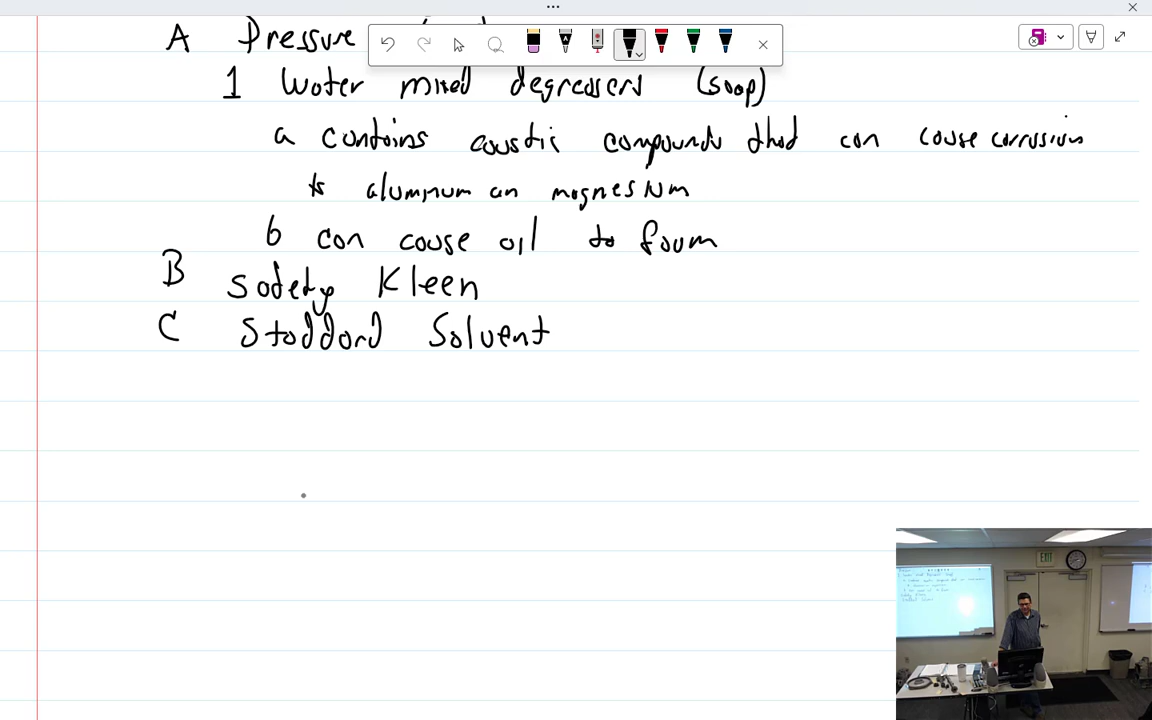 A Pressure
1 Water mixed degreasers (soap)
a contains caustic compounds that can cause corrosion
to aluminum an magnesium
b can cause oil to foam
B Safety Kleen
C Stoddard Solvent
EXIT